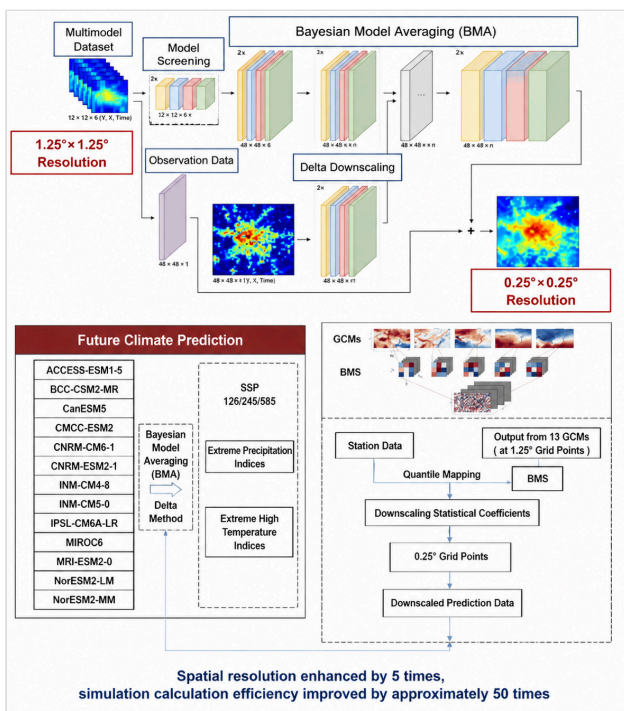 Multimodel
Dataset
Model
Screening
Bayesian Model Averaging (BMA)
2x
2x
2x
2x
12 × 12 × 6 (Y, X, Time)
12 × 12 × 6 x
48 × 48 × 6
48 × 48 × × n
48 × 48 × × n
48 × 48 × n
1.25°× 1.25°
Resolution
Observation Data
Delta Downscaling
2x
48 × 48 × 1
+
0.25°× 0.25°
Resolution
Future Climate Prediction
ACCESS-ESM1-5
BCC-CSM2-MR
CanESM5
CMCC-ESM2
CNRM-CM6-1
CNRM-ESM2-1
INM-CM4-8
INM-CM5-0
IPSL-CM6A-LR
MIROC6
MRI-ESM2-0
NorESM2-LM
NorESM2-MM
Bayesian
Model
Averaging
(BMA)
Delta
Method
SSP
126/245/585
Extreme Precipitation
Indices
Extreme High
Temperature
Indices
GCMs
BMS
Station Data
Output from 13 GCMs
( at 1.25° Grid Points )
Quantile Mapping
BMS
Downscaling Statistical Coefficients
0.25° Grid Points
Downscaled Prediction Data
Spatial resolution enhanced by 5 times,
simulation calculation efficiency improved by approximately 50 times